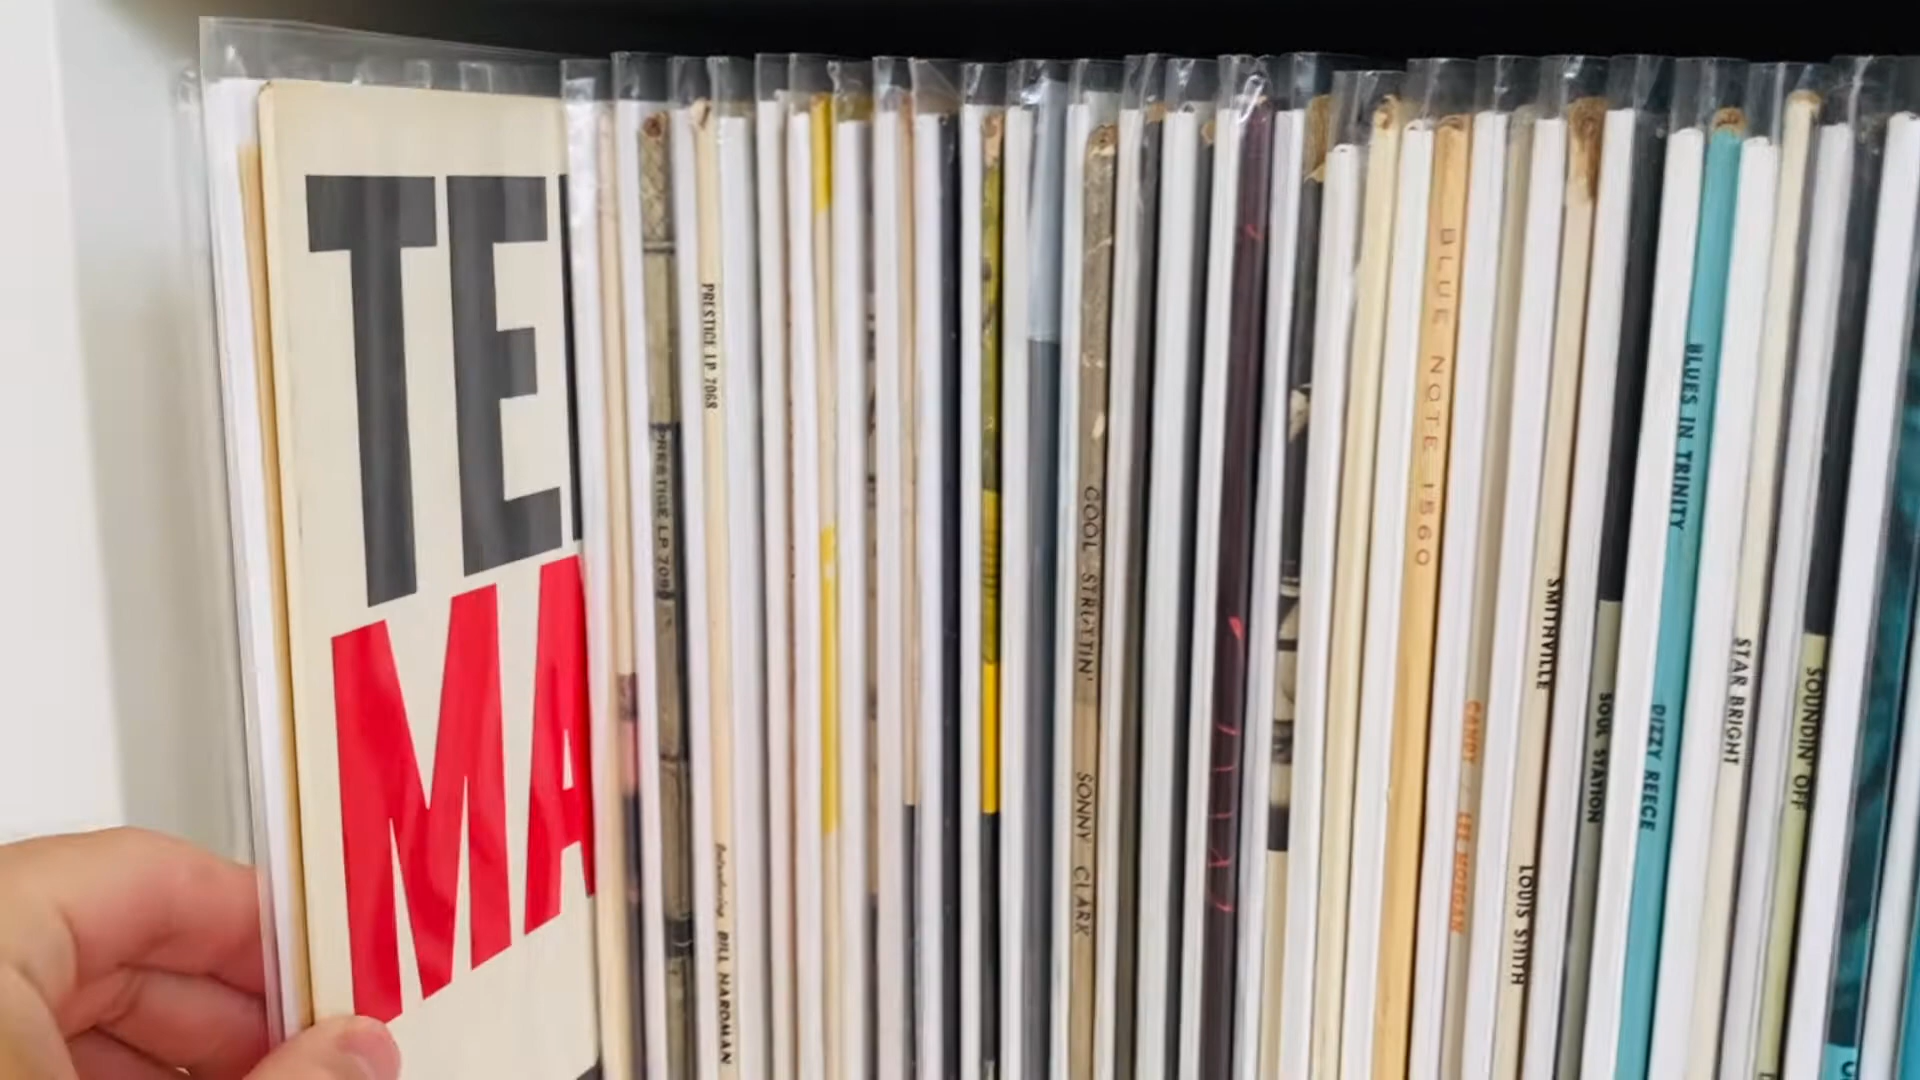 TE
MA
PRESTIGE LP 709
PRESTIGE LP 7068
Introducing BILL HARDMAN
COOL STRUTTIN'
SONNY CLARK
BLUE NOTE 1560
CANDY / LEE MORGAN
SMITHVILLE
LOUIS SMITH
SOUL STATION
BLUES IN TRINITY
DIZZY REECE
STAR BRIGHT
SOUNDIN' OFF